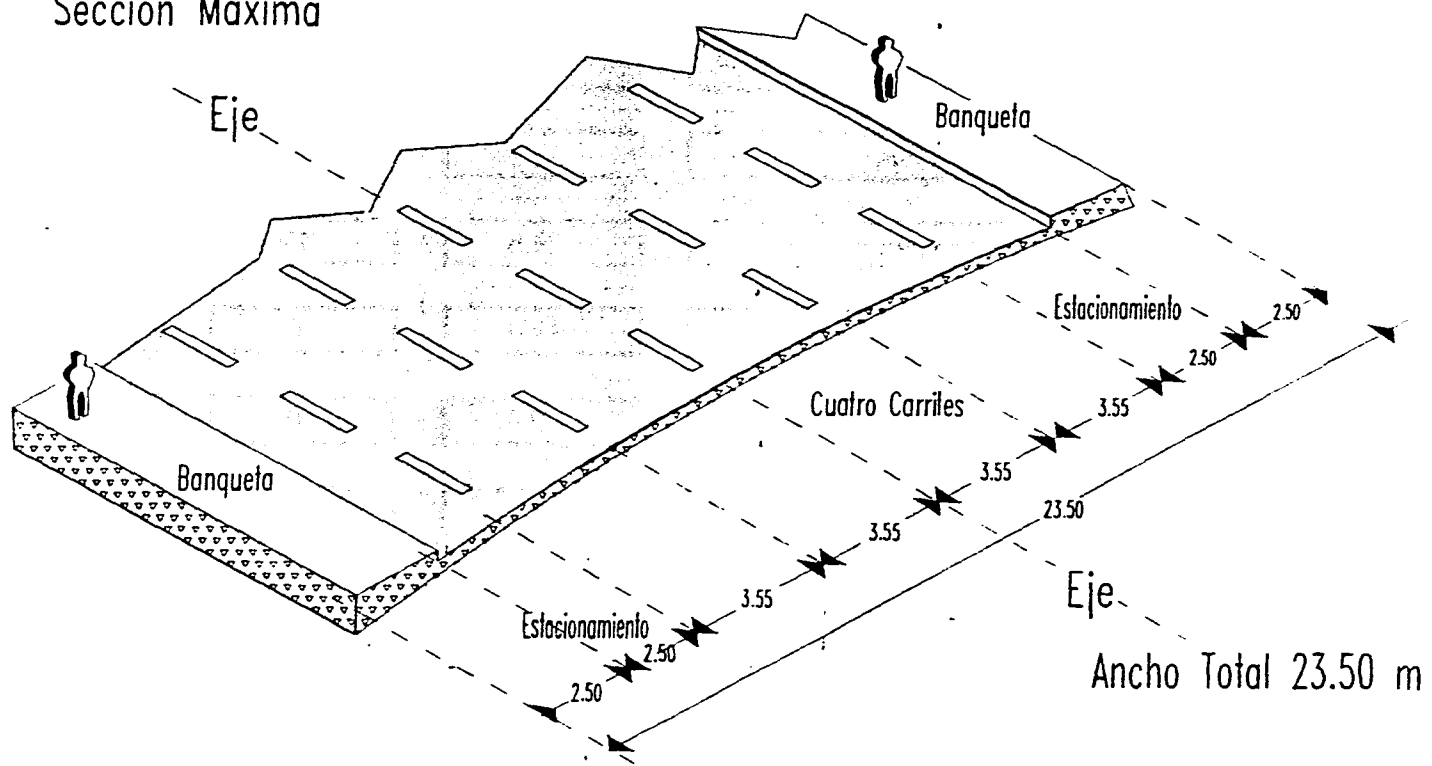 Sección Máxima
Eje
Banqueta
Estacionamiento
2.50
2.50
Cuatro Carriles
3.55
3.55
23.50
3.55
Banqueta
Eje
3.55
Estacionamiento
2.50
2.50
Ancho Total 23.50 m